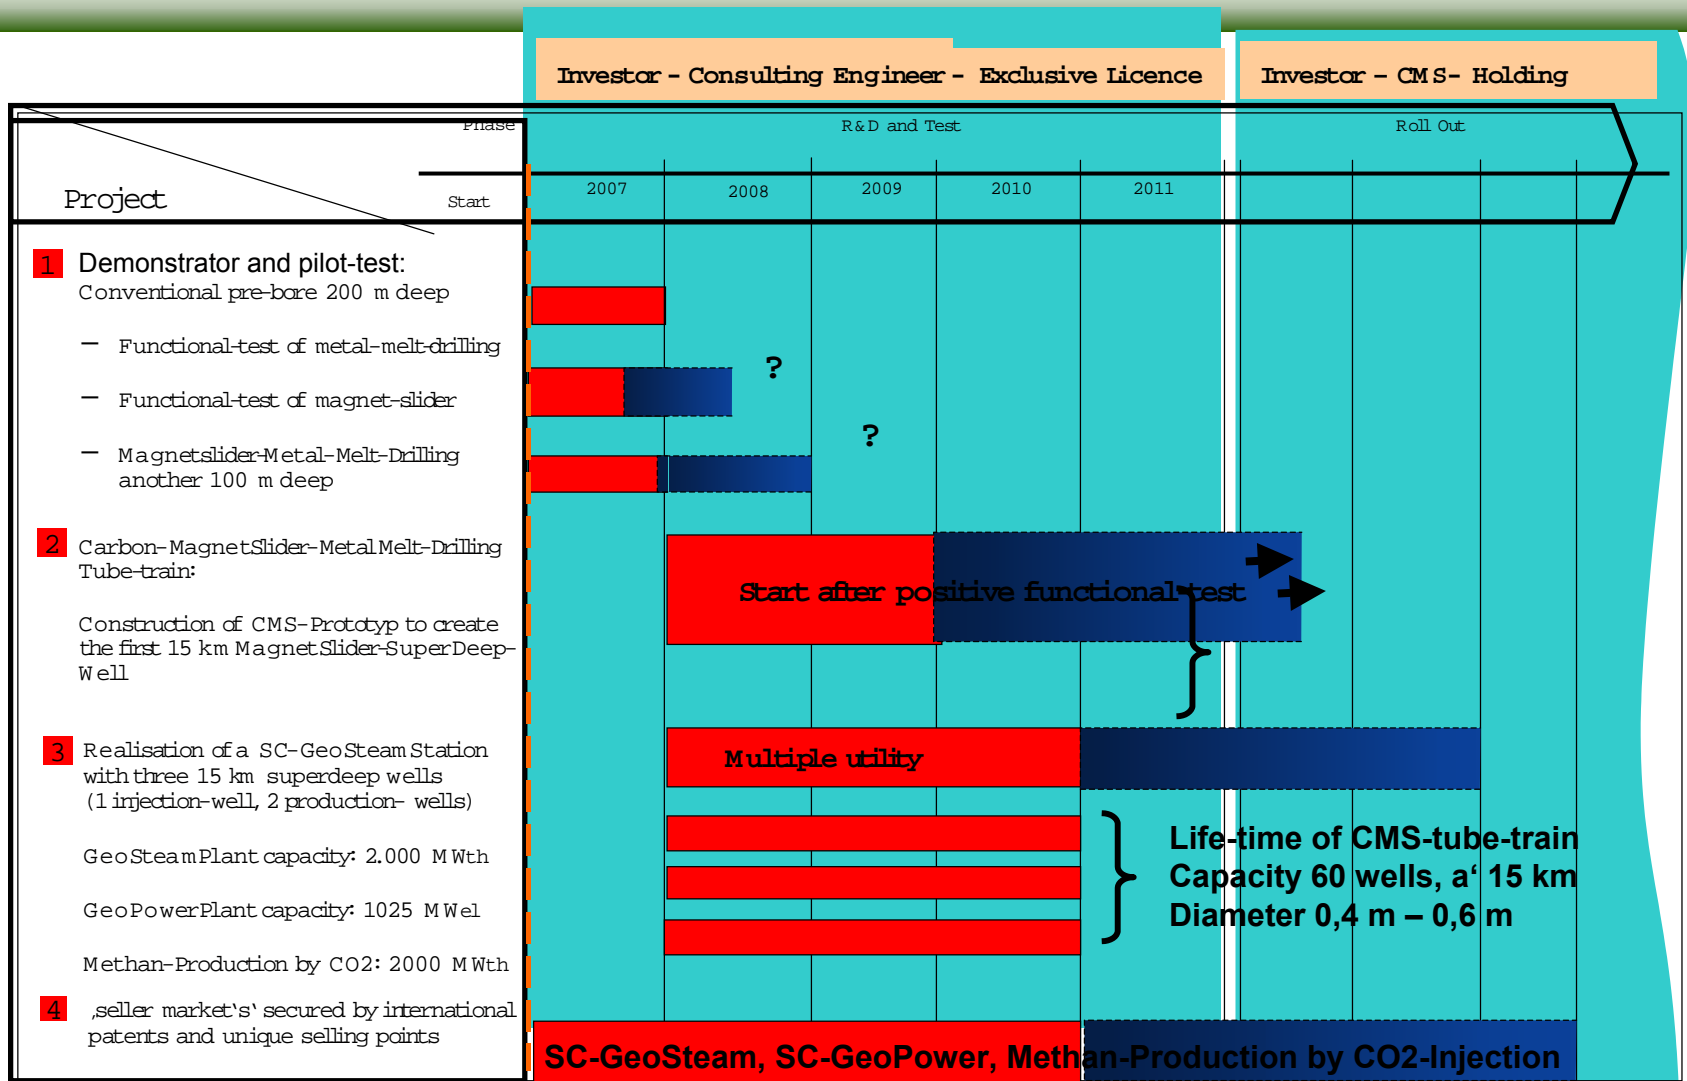 Investor - Consulting Engineer - Exclusive Licence
Investor - CMS- Holding
Phase
R&D and Test
Roll Out
Project
Start
2007
2008
2009
2010
2011
1 Demonstrator and pilot-test:
Conventional pre-bore 200 m deep
– Functional-test of metal-melt-drilling
– Functional-test of magnet-slider
– Magnetslider-Metal-Melt-Drilling
another 100 m deep
?
?
2 Carbon-MagnetSlider-MetalMelt-Drilling
Tube-train:
Construction of CMS-Prototyp to create
the first 15 km MagnetSlider-SuperDeep-
Well
Start after positive functional test
3 Realisation of a SC-GeoSteam Station
with three 15 km superdeep wells
(1 injection-well, 2 production- wells)
GeoSteamPlant capacity: 2.000 MWth
GeoPowerPlant capacity: 1025 MWel
Methan-Production by CO2: 2000 MWth
Multiple utility
Life-time of CMS-tube-train
Capacity 60 wells, a‘ 15 km
Diameter 0,4 m – 0,6 m
4 ‚seller market‘s‘ secured by international
patents and unique selling points
SC-GeoSteam, SC-GeoPower, Methan-Production by CO2-Injection